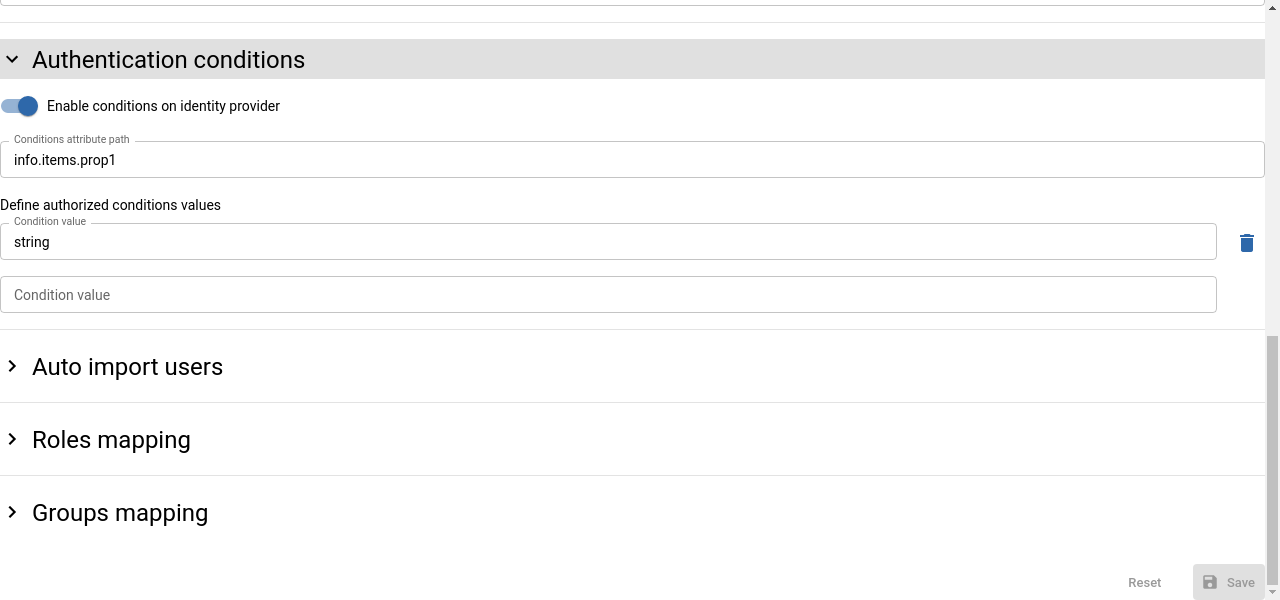 Authentication conditions
Enable conditions on identity provider
Conditions attribute path
info.items.prop1
Define authorized conditions values
Condition value
string
Condition value
Auto import users
Roles mapping
Groups mapping
Reset Save